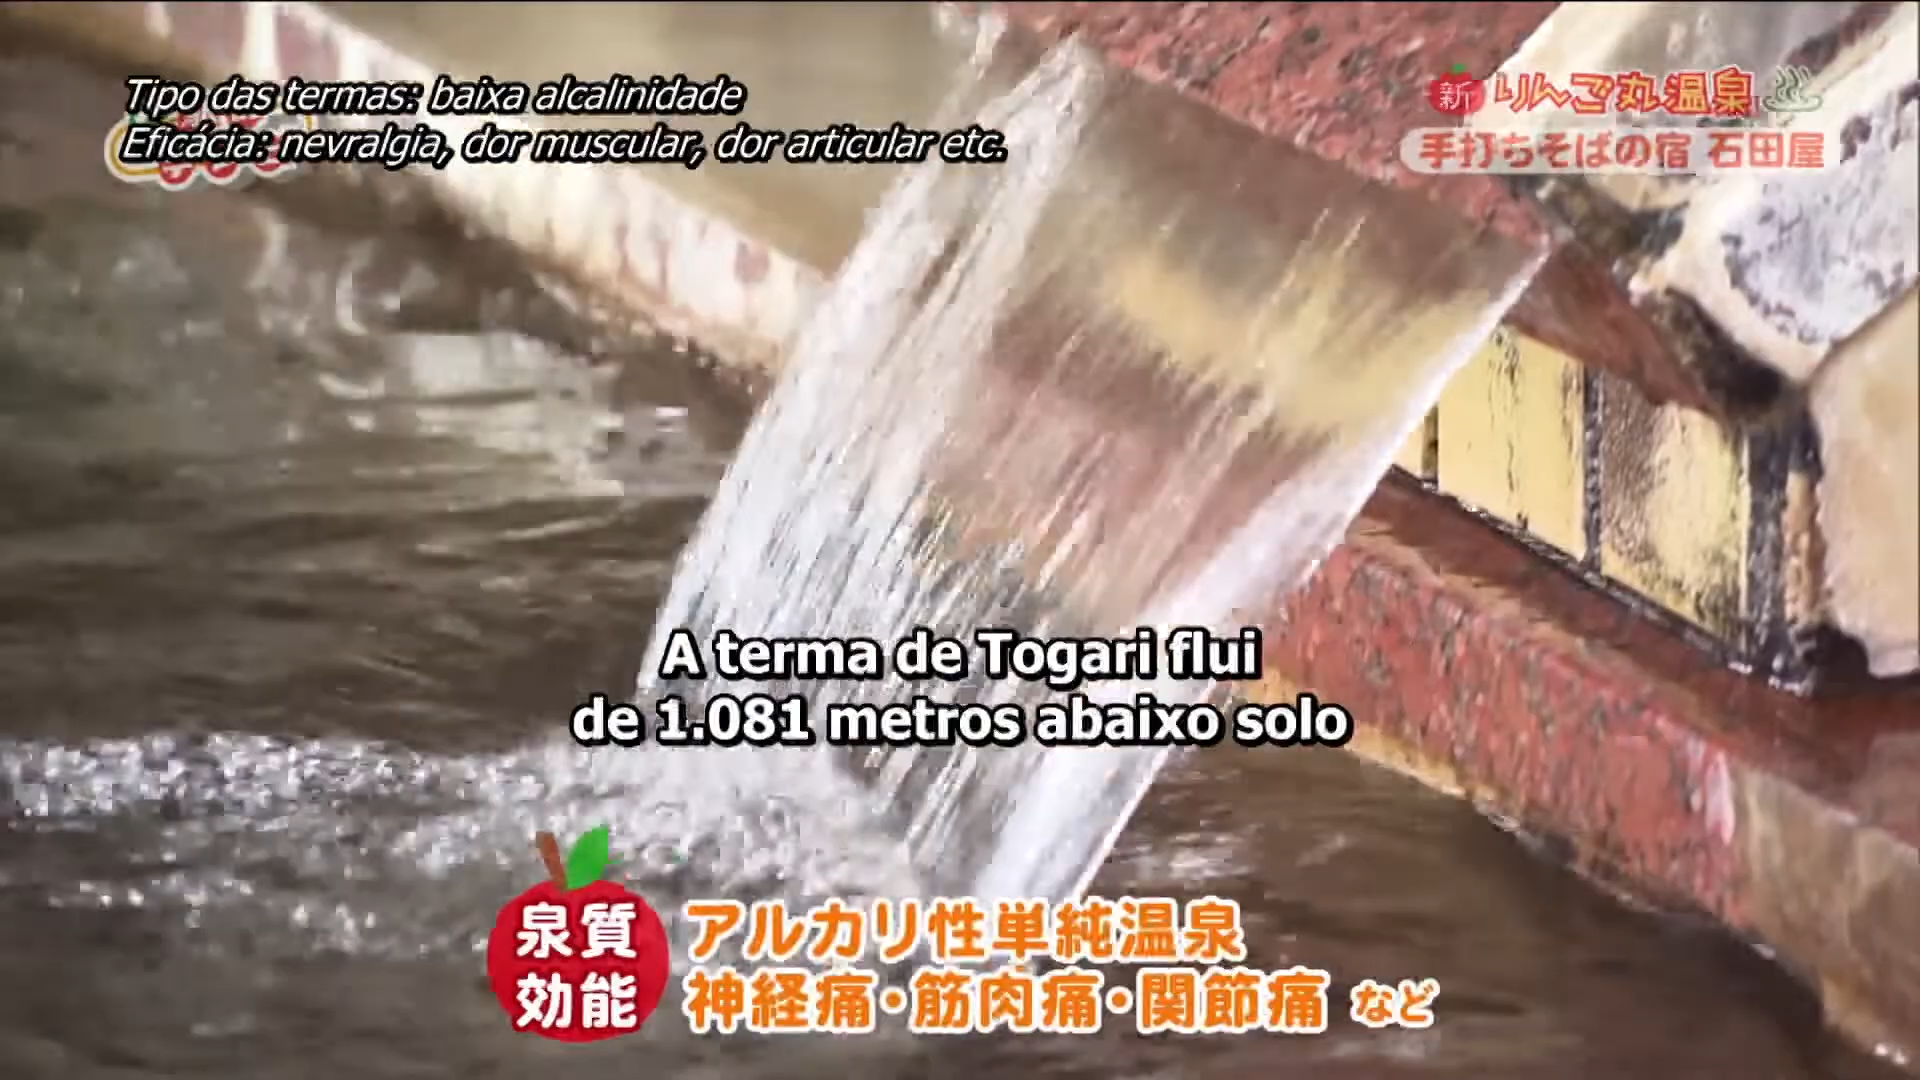 Tipo das termas: baixa alcalinidade
Eficácia: nevralgia, dor muscular, dor articular etc.
新 りんご丸温泉
手打ちそばの宿 石田屋
A terma de Togari flui
de 1.081 metros abaixo solo
泉質 アルカリ性単純温泉
効能 神経痛・筋肉痛・関節痛 など